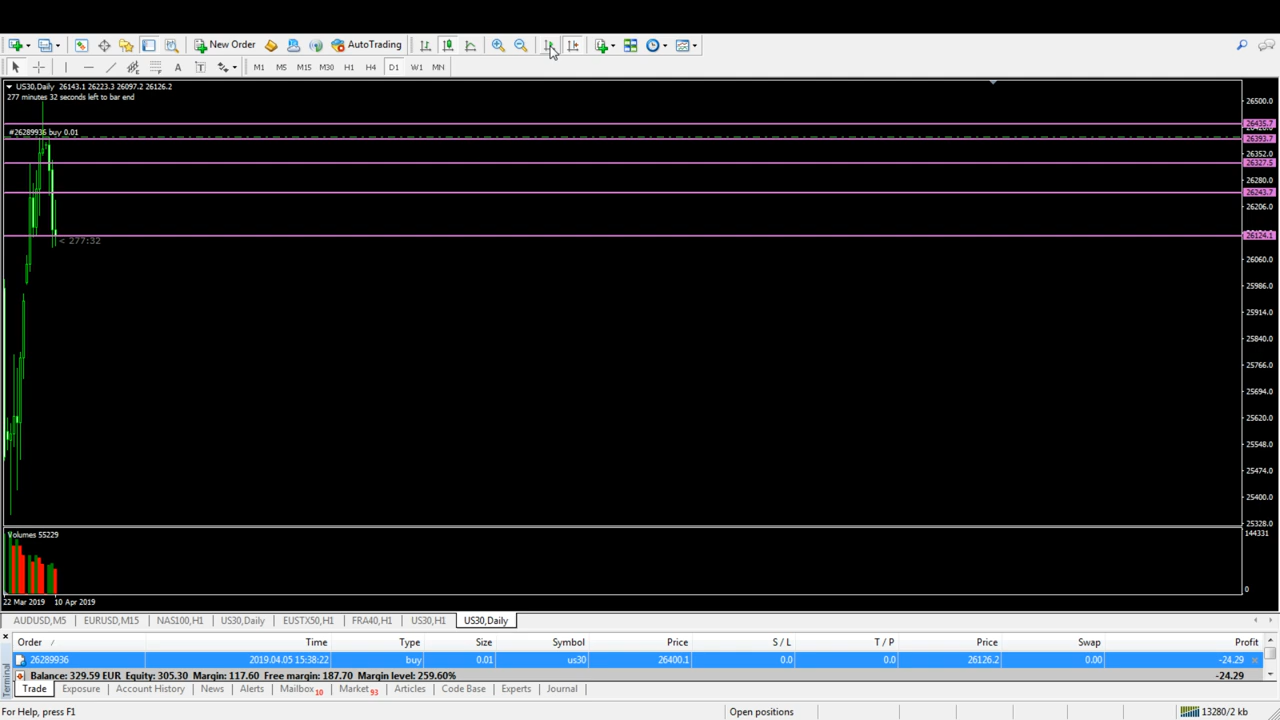 New Order AutoTrading
A T M1 M5 M15 M30 H1 H4 D1 W1 MN
US30,Daily 26143.1 26223.3 26097.2 26126.2
277 minutes 32 seconds left to bar end
26500.0
26435.7
#26289936 buy 0.01
26393.7
26352.0
26327.5
26280.0
26243.7
26206.0
26124.1
< 277:32
26060.0
25986.0
25914.0
25840.0
25766.0
25694.0
25620.0
25548.0
25474.0
25400.0
25328.0
Volumes 55229
144331
0
22 Mar 2019 10 Apr 2019
AUDUSD,M5 EURUSD,M15 NAS100,H1 US30,Daily EUSTX50,H1 FRA40,H1 US30,H1 US30,Daily
Order / Time Type Size Symbol Price S / L T / P Price Swap Profit
26289936 2019.04.05 15:38:22 buy 0.01 us30 26400.1 0.0 0.0 26126.2 0.00 -24.29
Balance: 329.59 EUR Equity: 305.30 Margin: 117.60 Free margin: 187.70 Margin level: 259.60% -24.29
Terminal
Trade Exposure Account History News Alerts Mailbox 10 Market 93 Articles Code Base Experts Journal
For Help, press F1 Open positions 13280/2 kb